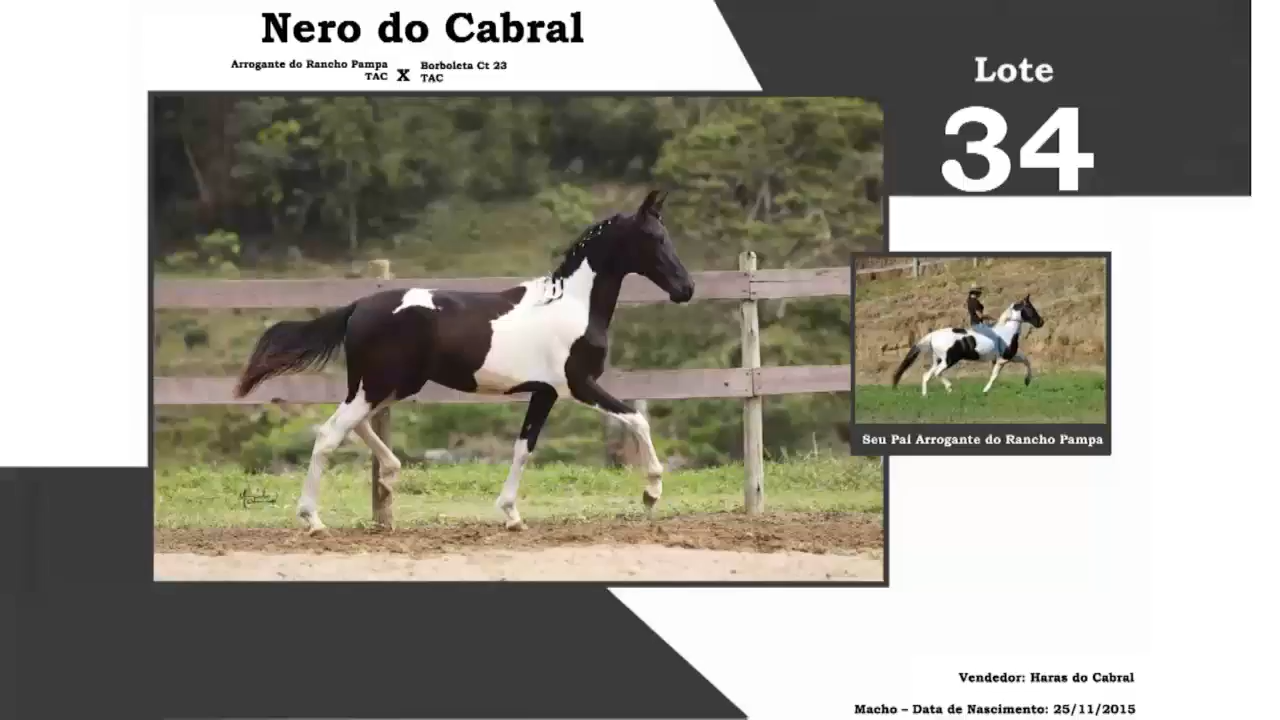 Nero do Cabral
Arrogante do Rancho Pampa
TAC
X
Borboleta Ct 23
TAC
Lote
34
Seu Pai Arrogante do Rancho Pampa
Vendedor: Haras do Cabral
Macho – Data de Nascimento: 25/11/2015